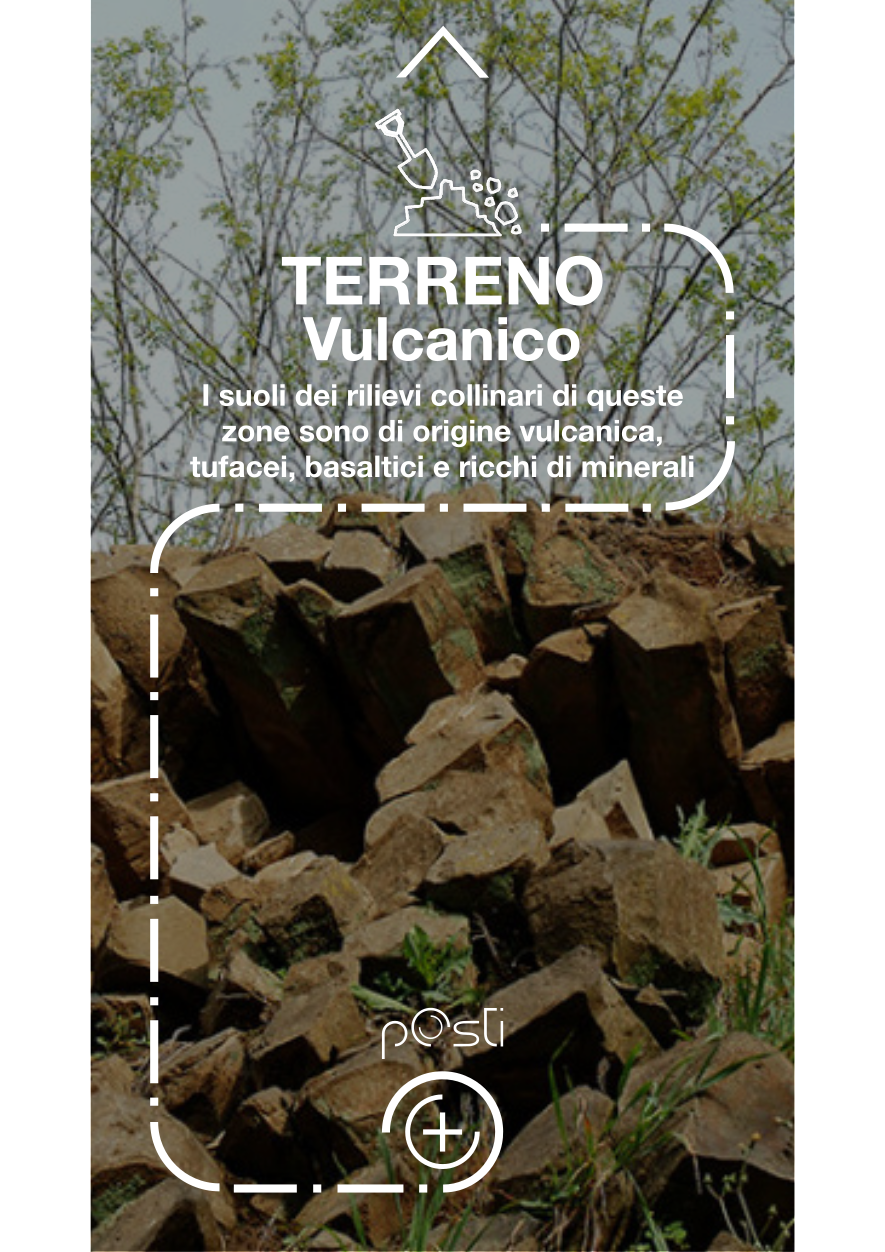 TERRENO
Vulcanico
I suoli dei rilievi collinari di queste
zone sono di origine vulcanica,
tufacei, basaltici e ricchi di minerali
posti